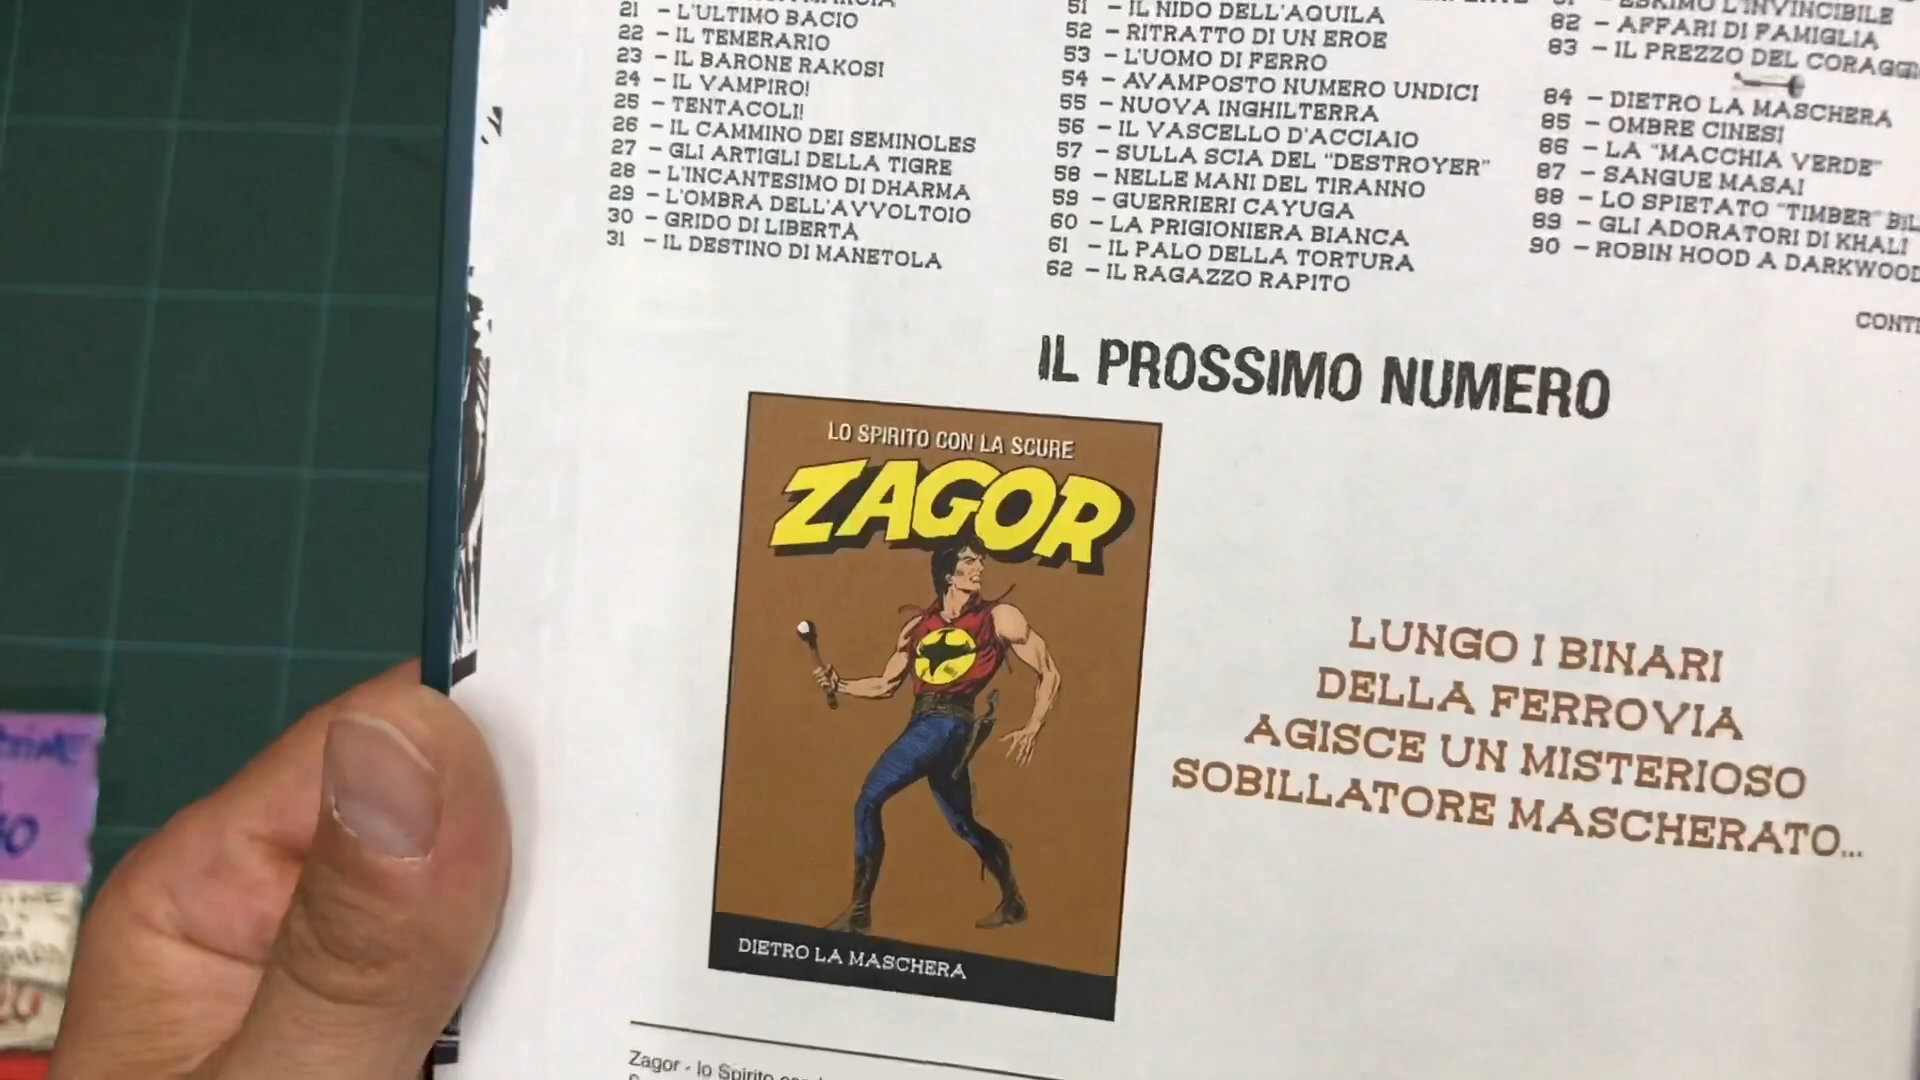 21 – L'ULTIMO BACIO
22 – IL TEMERARIO
23 – IL BARONE RAKOSI
24 – IL VAMPIRO!
25 – TENTACOLI!
26 – IL CAMMINO DEI SEMINOLES
27 – GLI ARTIGLI DELLA TIGRE
28 – L'INCANTESIMO DI DHARMA
29 – L'OMBRA DELL'AVVOLTOIO
30 – GRIDO DI LIBERTÀ
31 – IL DESTINO DI MANETOLA
51 – IL NIDO DELL'AQUILA
52 – RITRATTO DI UN EROE
53 – L'UOMO DI FERRO
54 – AVAMPOSTO NUMERO UNDICI
55 – NUOVA INGHILTERRA
56 – IL VASCELLO D'ACCIAIO
57 – SULLA SCIA DEL "DESTROYER"
58 – NELLE MANI DEL TIRANNO
59 – GUERRIERI CAYUGA
60 – LA PRIGIONIERA BIANCA
61 – IL PALO DELLA TORTURA
62 – IL RAGAZZO RAPITO
ESKIMO L'INVINCIBILE
82 – AFFARI DI FAMIGLIA
83 – IL PREZZO DEL CORAGGIO
84 – DIETRO LA MASCHERA
85 – OMBRE CINESI
86 – LA "MACCHIA VERDE"
87 – SANGUE MASAI
88 – LO SPIETATO "TIMBER" BIL
89 – GLI ADORATORI DI KHALI
90 – ROBIN HOOD A DARKWOOD
CONTI
IL PROSSIMO NUMERO
LO SPIRITO CON LA SCURE
ZAGOR
DIETRO LA MASCHERA
LUNGO I BINARI
DELLA FERROVIA
AGISCE UN MISTERIOSO
SOBILLATORE MASCHERATO...
Zagor - lo Spirito